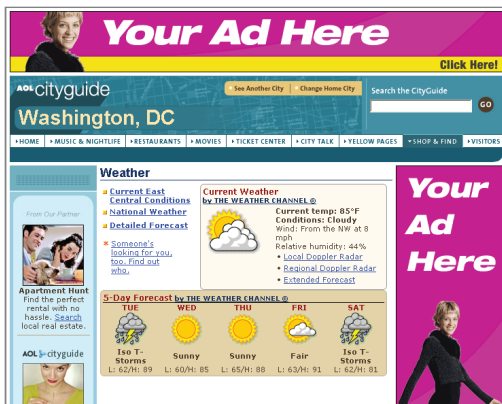 Your Ad Here
Click Here!
AOL cityguide
See Another City
Change Home City
Search the CityGuide
GO
Washington, DC
HOME
MUSIC & NIGHTLIFE
RESTAURANTS
MOVIES
TICKET CENTER
CITY TALK
YELLOW PAGES
SHOP & FIND
VISITORS
From Our Partner
Apartment Hunt
Find the perfect
rental with no
hassle. Search
local real estate.
AOL cityguide
Weather
Current East
Central Conditions
National Weather
Detailed Forecast
Someone's
looking for you,
too. Find out
who.
Current Weather
by THE WEATHER CHANNEL ®
Current temp: 85°F
Conditions: Cloudy
Wind: From the NW at 8
mph
Relative humidity: 44%
Local Doppler Radar
Regional Doppler Radar
Extended Forecast
5-Day Forecast by THE WEATHER CHANNEL ®
TUE WED THU FRI SAT
Iso T-Storms Sunny Sunny Fair Iso T-Storms
L: 62/H: 89 L: 60/H: 85 L: 65/H: 88 L: 63/H: 91 L: 62/H: 81
Your
Ad
Here